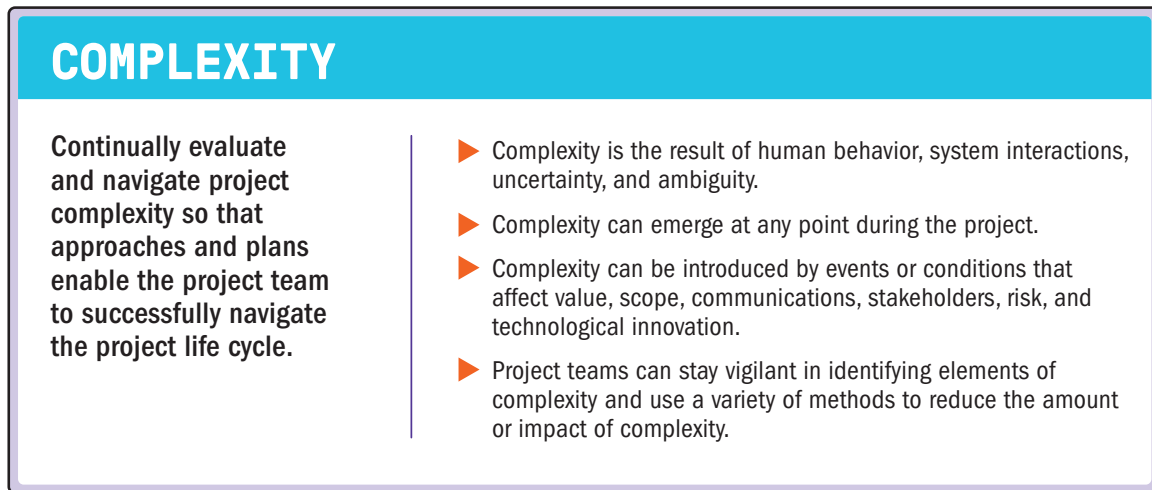 COMPLEXITY
Continually evaluate
and navigate project
complexity so that
approaches and plans
enable the project team
to successfully navigate
the project life cycle.
Complexity is the result of human behavior, system interactions,
uncertainty, and ambiguity.
Complexity can emerge at any point during the project.
Complexity can be introduced by events or conditions that
affect value, scope, communications, stakeholders, risk, and
technological innovation.
Project teams can stay vigilant in identifying elements of
complexity and use a variety of methods to reduce the amount
or impact of complexity.